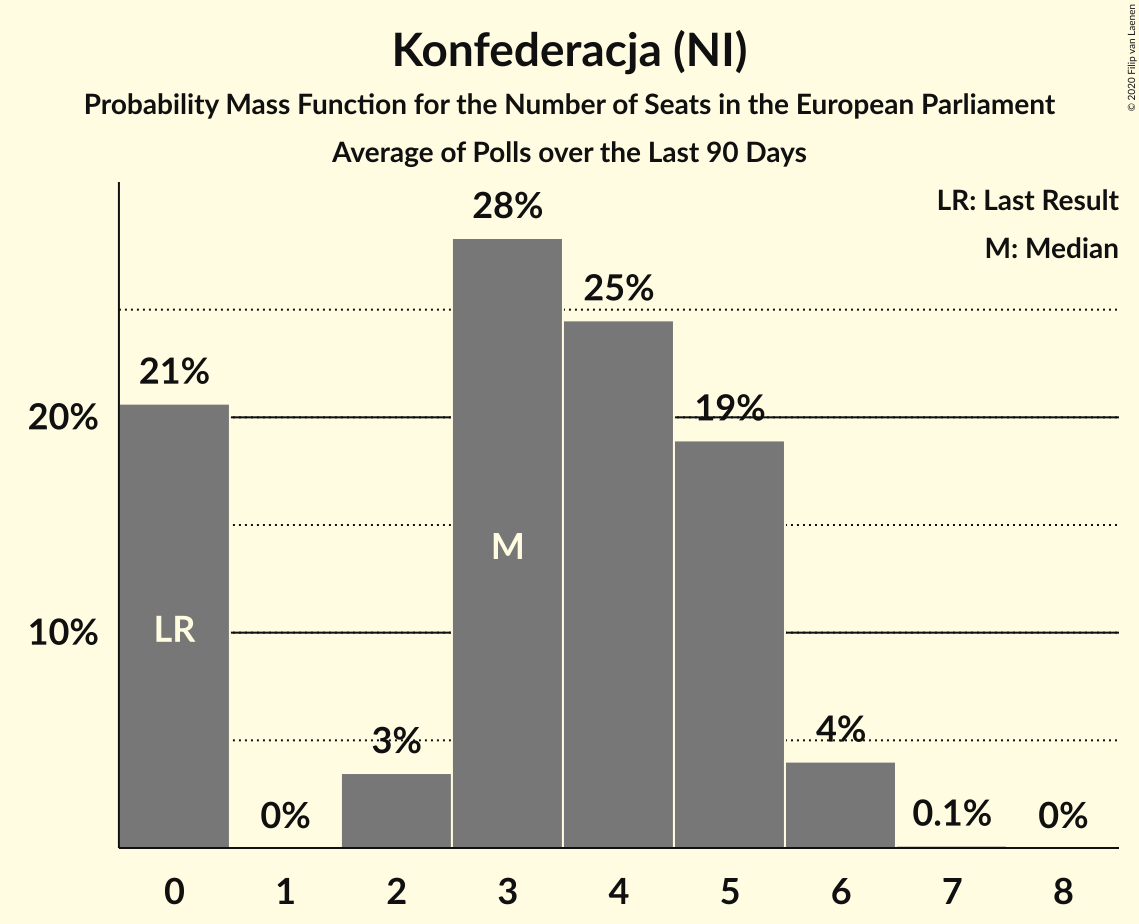 Konfederacja (NI)
Probability Mass Function for the Number of Seats in the European Parliament
Average of Polls over the Last 90 Days
© 2020 Filip van Laenen
LR: Last Result
M: Median
28%
25%
21%
19%
20%
M
LR
10%
4%
3%
0%
0.1%
0%
0 1 2 3 4 5 6 7 8